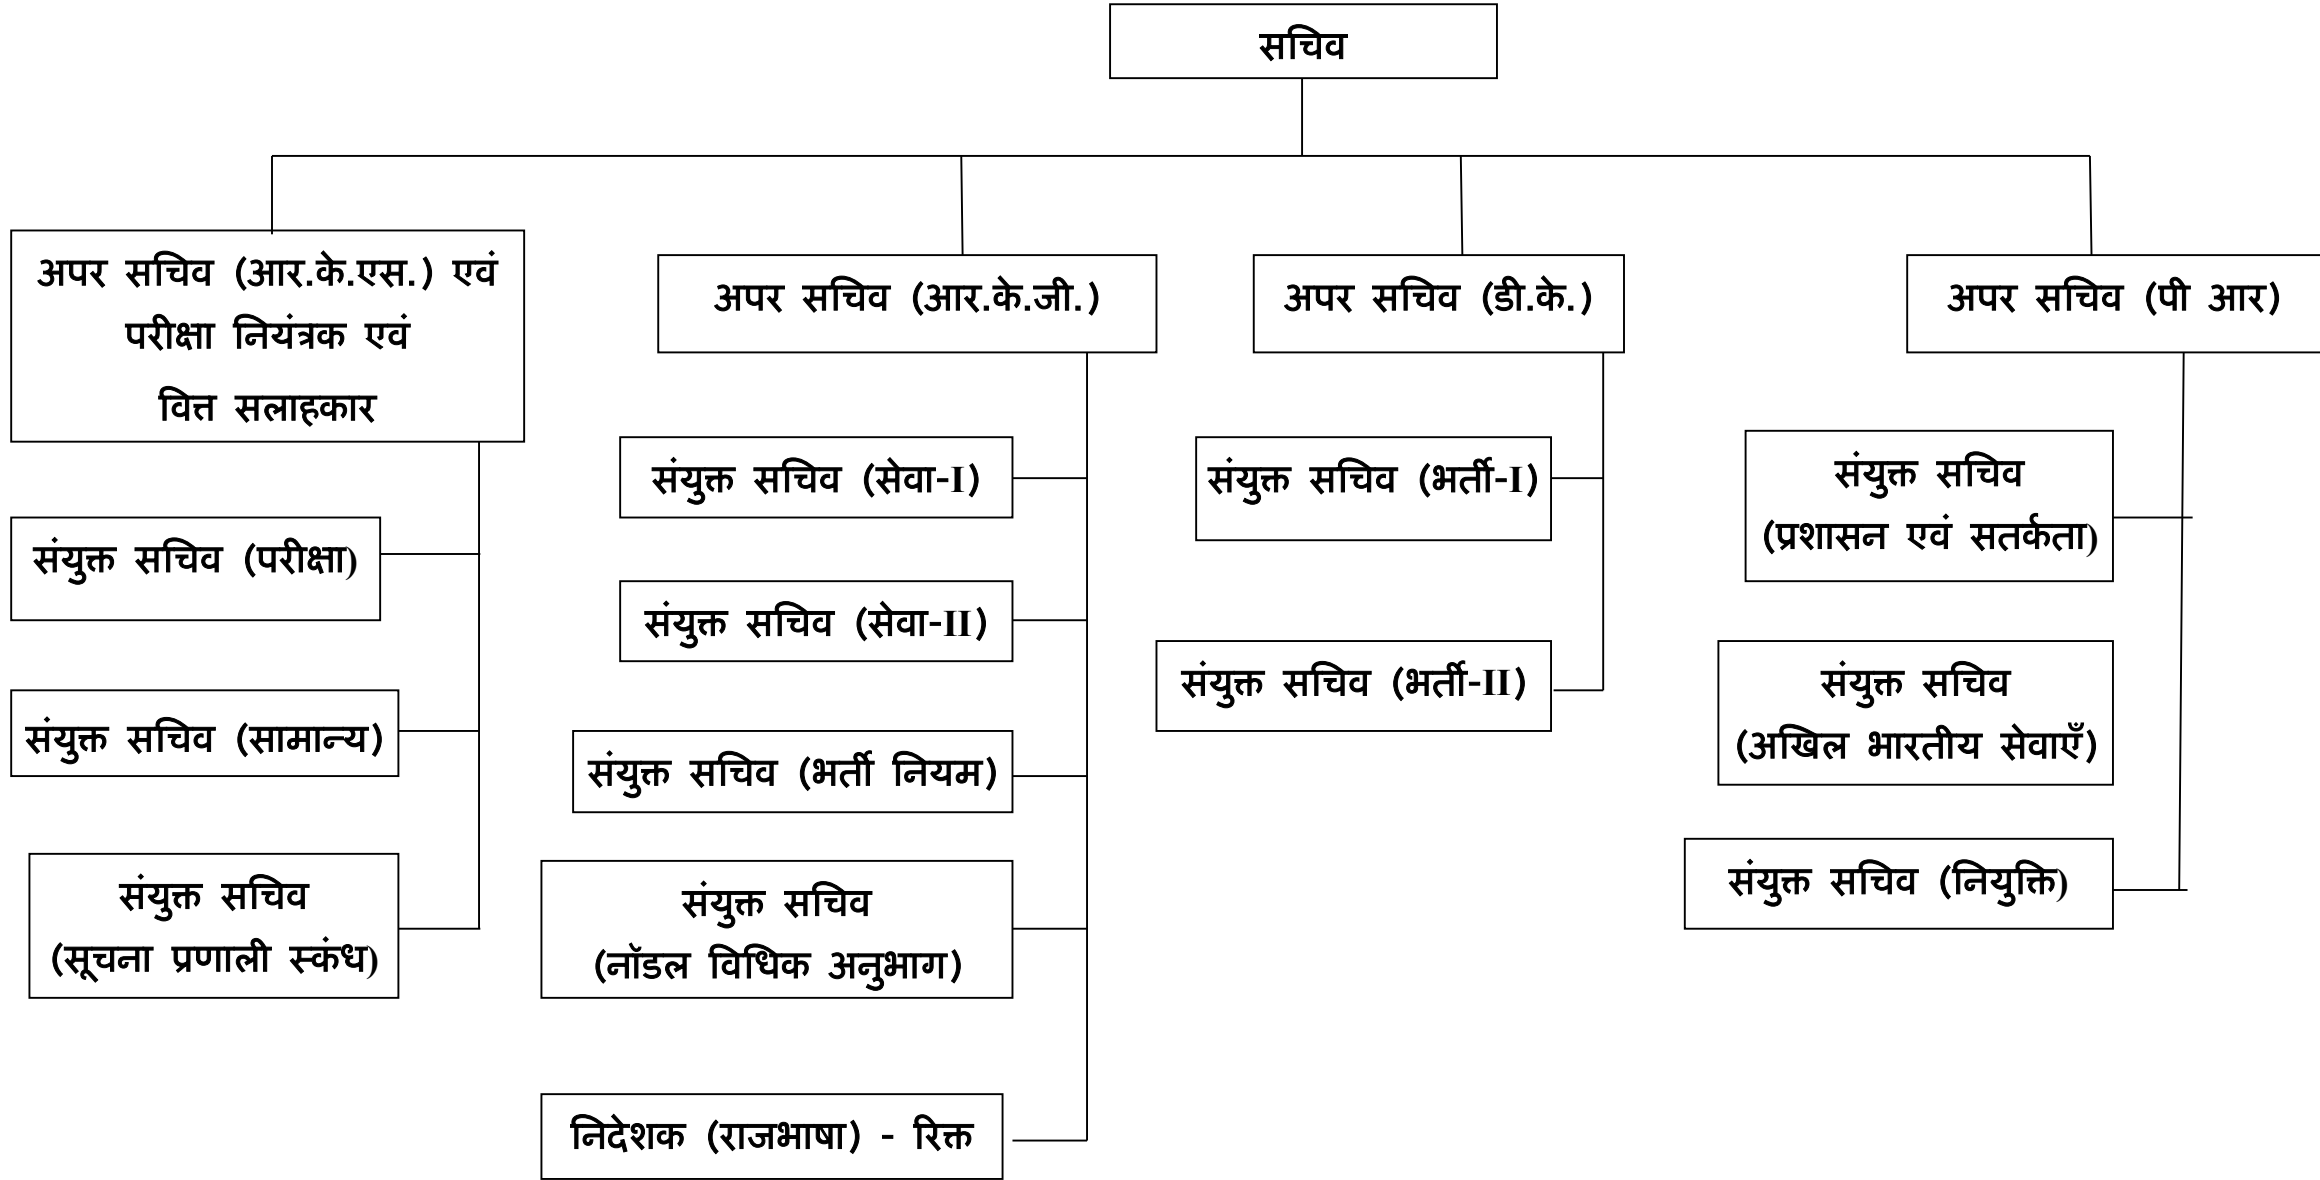 सचिव
अपर सचिव (आर.के.एस.) एवं
परीक्षा नियंत्रक एवं
वित्त सलाहकार
संयुक्त सचिव (परीक्षा)
संयुक्त सचिव (सामान्य)
संयुक्त सचिव
(सूचना प्रणाली स्कंध)
अपर सचिव (आर.के.जी.)
संयुक्त सचिव (सेवा-I)
संयुक्त सचिव (सेवा-II)
संयुक्त सचिव (भर्ती नियम)
संयुक्त सचिव
(नॉडल विधिक अनुभाग)
निदेशक (राजभाषा) - रिक्त
अपर सचिव (डी.के.)
संयुक्त सचिव (भर्ती-I)
संयुक्त सचिव (भर्ती-II)
अपर सचिव (पी आर)
संयुक्त सचिव
(प्रशासन एवं सतर्कता)
संयुक्त सचिव
(अखिल भारतीय सेवाएँ)
संयुक्त सचिव (नियुक्ति)